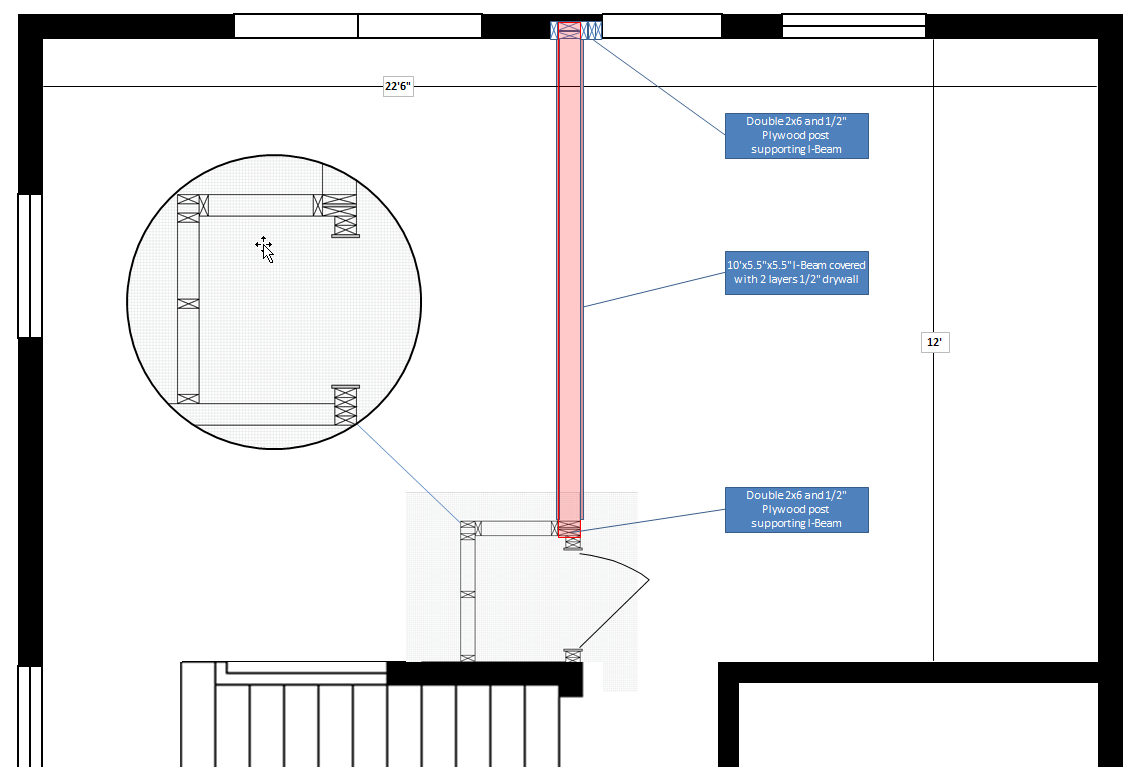 22'6"
Double 2x6 and 1/2"
Plywood post
supporting I-Beam
10'x5.5"x5.5" I-Beam covered
with 2 layers 1/2" drywall
12'
Double 2x6 and 1/2"
Plywood post
supporting I-Beam